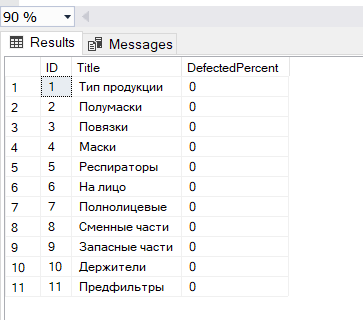 90 %
Results Messages
ID Title DefectedPercent
1 1 Тип продукции 0
2 2 Полумаски 0
3 3 Повязки 0
4 4 Маски 0
5 5 Респираторы 0
6 6 На лицо 0
7 7 Полнолицевые 0
8 8 Сменные части 0
9 9 Запасные части 0
10 10 Держители 0
11 11 Предфильтры 0